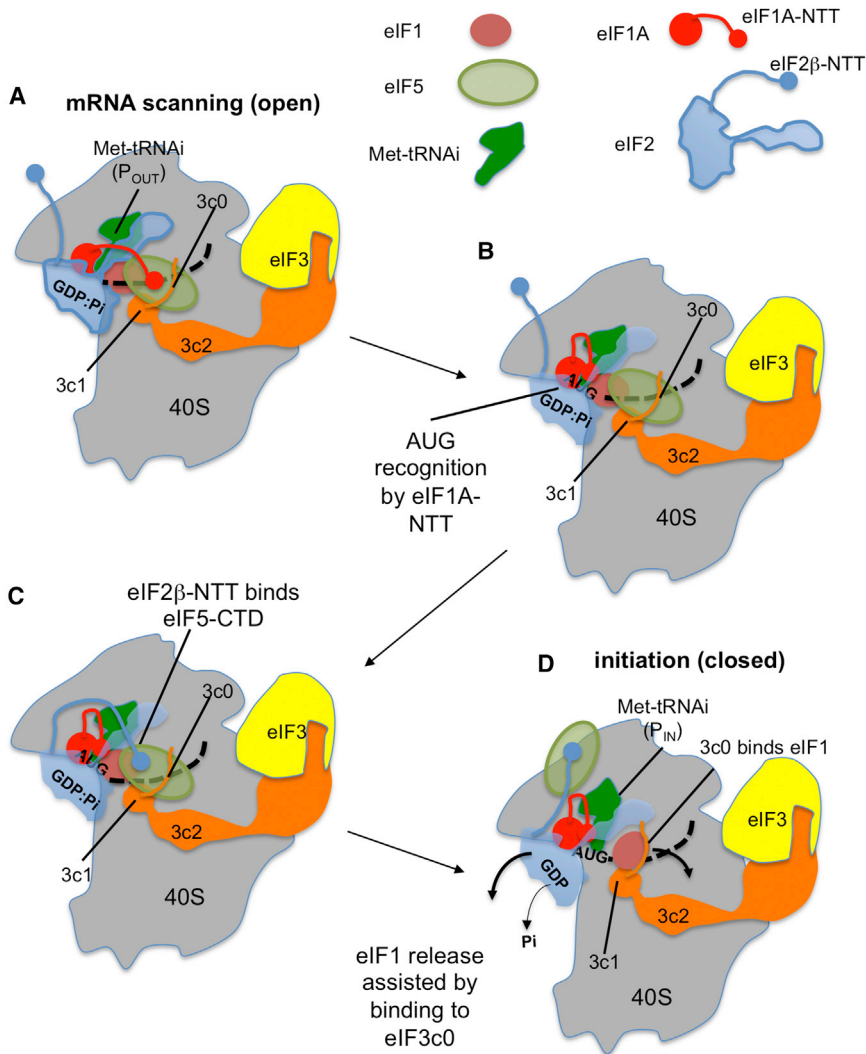 eIF1
eIF1A
eIF1A-NTT
eIF5
eIF2β-NTT
Met-tRNAi
eIF2
A
mRNA scanning (open)
Met-tRNAi
(POUT)
3c0
eIF3
GDP:Pi
3c2
3c1
40S
B
3c0
eIF3
AUG
GDP:Pi
3c2
3c1
40S
AUG
recognition
by eIF1A-
NTT
C
eIF2β-NTT binds
eIF5-CTD
3c0
eIF3
AUG
GDP:Pi
3c2
3c1
40S
D
initiation (closed)
Met-tRNAi
(PIN)
3c0 binds eIF1
eIF3
AUG
GDP
Pi
3c2
3c1
40S
eIF1 release
assisted by
binding to
eIF3c0